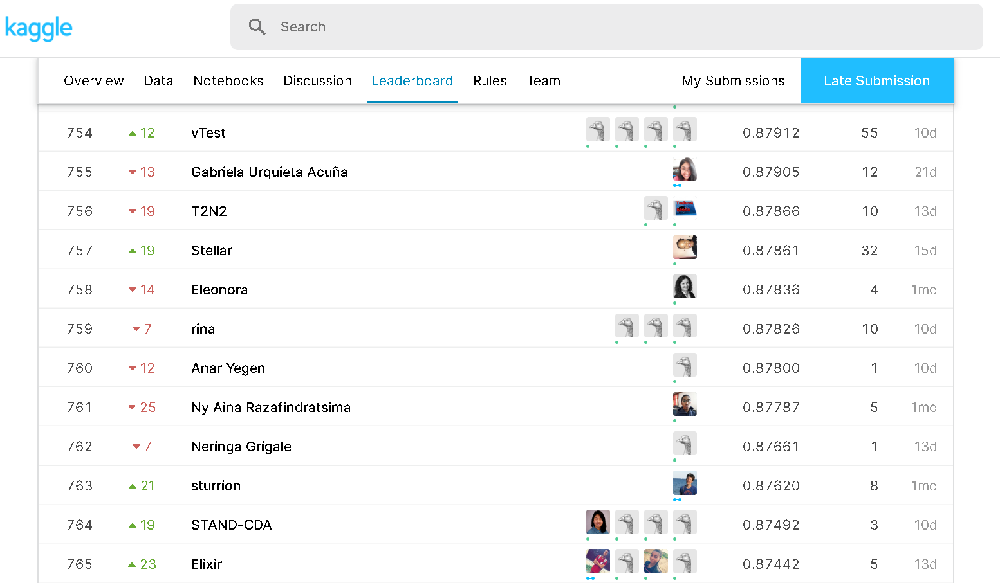 kaggle
Search
Overview Data Notebooks Discussion Leaderboard Rules Team My Submissions Late Submission
754 12 vTest 0.87912 55 10d
755 13 Gabriela Urquieta Acuña 0.87905 12 21d
756 19 T2N2 0.87866 10 13d
757 19 Stellar 0.87861 32 15d
758 14 Eleonora 0.87836 4 1mo
759 7 rina 0.87826 10 10d
760 12 Anar Yegen 0.87800 1 10d
761 25 Ny Aina Razafindratsima 0.87787 5 1mo
762 7 Neringa Grigale 0.87661 1 13d
763 21 sturrion 0.87620 8 1mo
764 19 STAND-CDA 0.87492 3 10d
765 23 Elixir 0.87442 5 13d